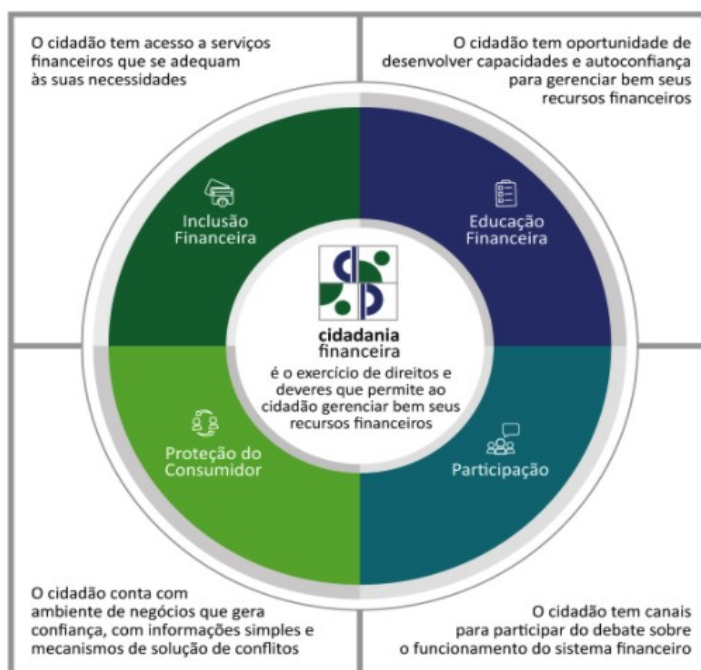 O cidadão tem acesso a serviços
financeiros que se adequam
às suas necessidades
O cidadão tem oportunidade de
desenvolver capacidades e autoconfiança
para gerenciar bem seus
recursos financeiros
Inclusão
Financeira
Educação
Financeira
cidadania
financeira
é o exercício de direitos e
deveres que permite ao
cidadão gerenciar bem seus
recursos financeiros
Proteção do
Consumidor
Participação
O cidadão conta com
ambiente de negócios que gera
confiança, com informações simples e
mecanismos de solução de conflitos
O cidadão tem canais
para participar do debate sobre
o funcionamento do sistema financeiro